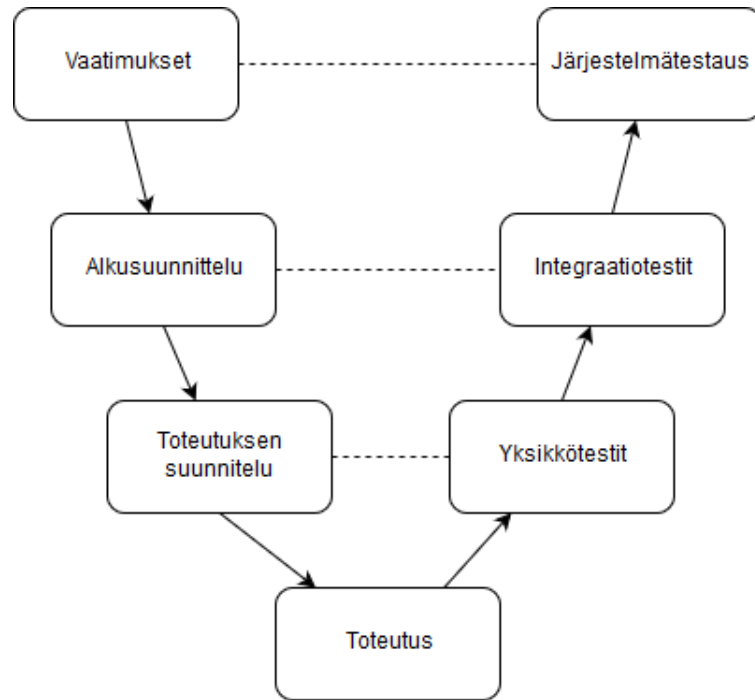 Vaatimukset
Järjestelmätestaus
Alkusuunnittelu
Integraatiotestit
Toteutuksen
suunnitelu
Yksikkötestit
Toteutus